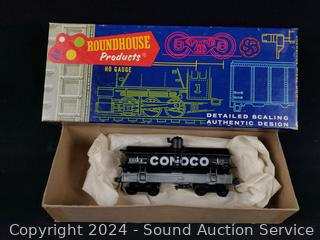 ROUNDHOUSE
Products
HO GAUGE
DETAILED SCALING
AUTHENTIC DESIGN
CONOCO
Copyright 2024 - Sound Auction Service